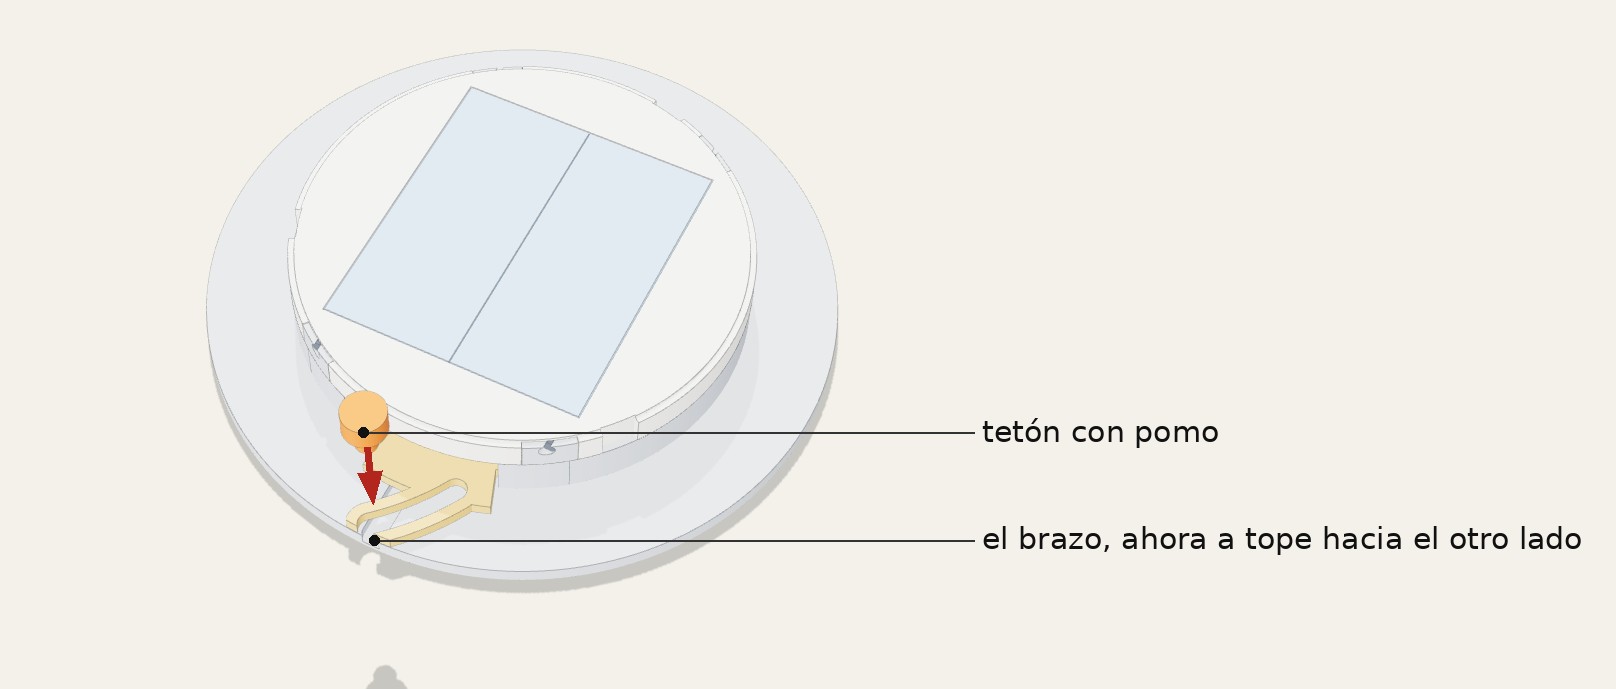 tetón con pomo
el brazo, ahora a tope hacia el otro lado